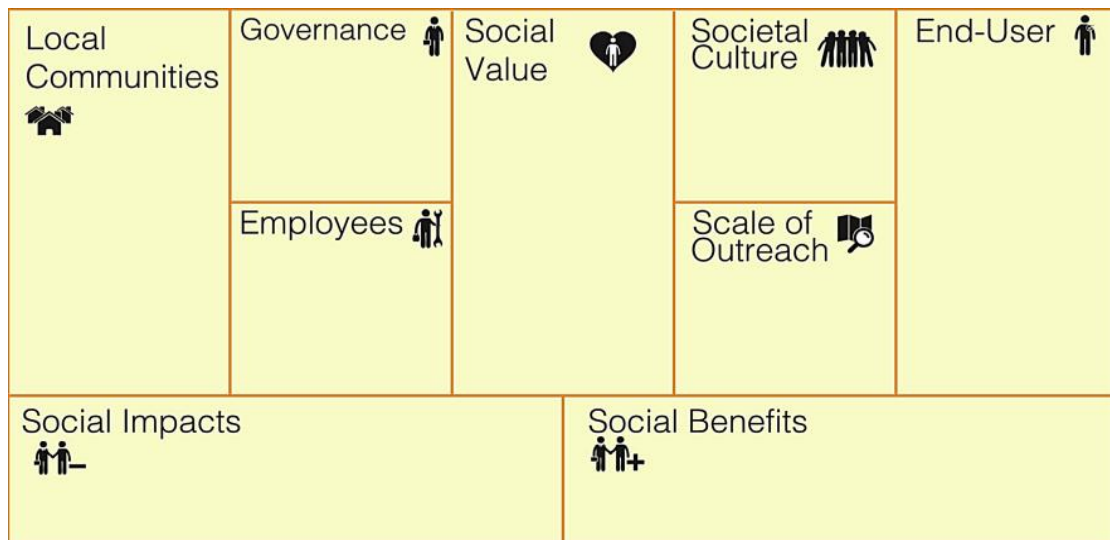 Local
Communities
Governance
Employees
Social
Value
Societal
Culture
Scale of
Outreach
End-User
Social Impacts
Social Benefits